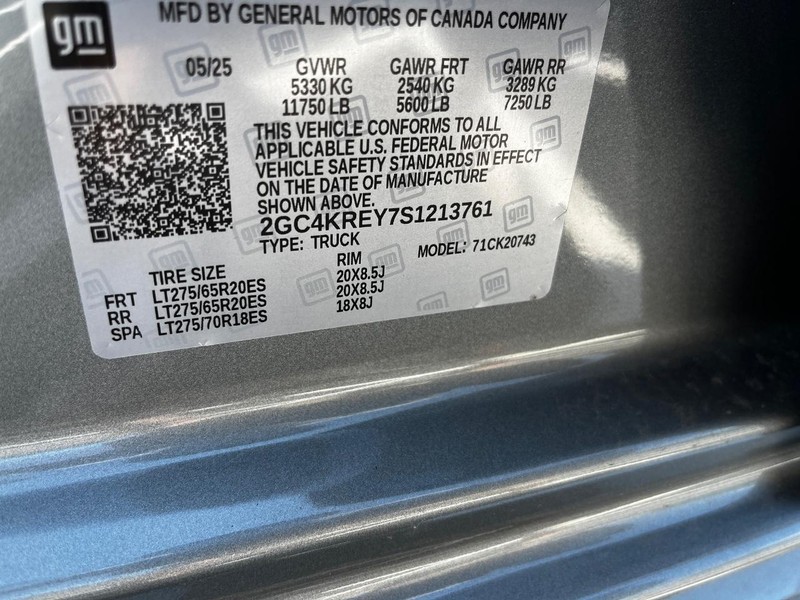 gm MFD BY GENERAL MOTORS OF CANADA COMPANY
05/25 GVWR GAWR FRT GAWR RR
5330 KG 2540 KG 3289 KG
11750 LB 5600 LB 7250 LB
THIS VEHICLE CONFORMS TO ALL
APPLICABLE U.S. FEDERAL MOTOR
VEHICLE SAFETY STANDARDS IN EFFECT
ON THE DATE OF MANUFACTURE
SHOWN ABOVE.
2GC4KREY7S1213761
TYPE: TRUCK MODEL: 71CK20743
TIRE SIZE RIM
FRT LT275/65R20ES 20X8.5J
RR LT275/65R20ES 20X8.5J
SPA LT275/70R18ES 18X8J